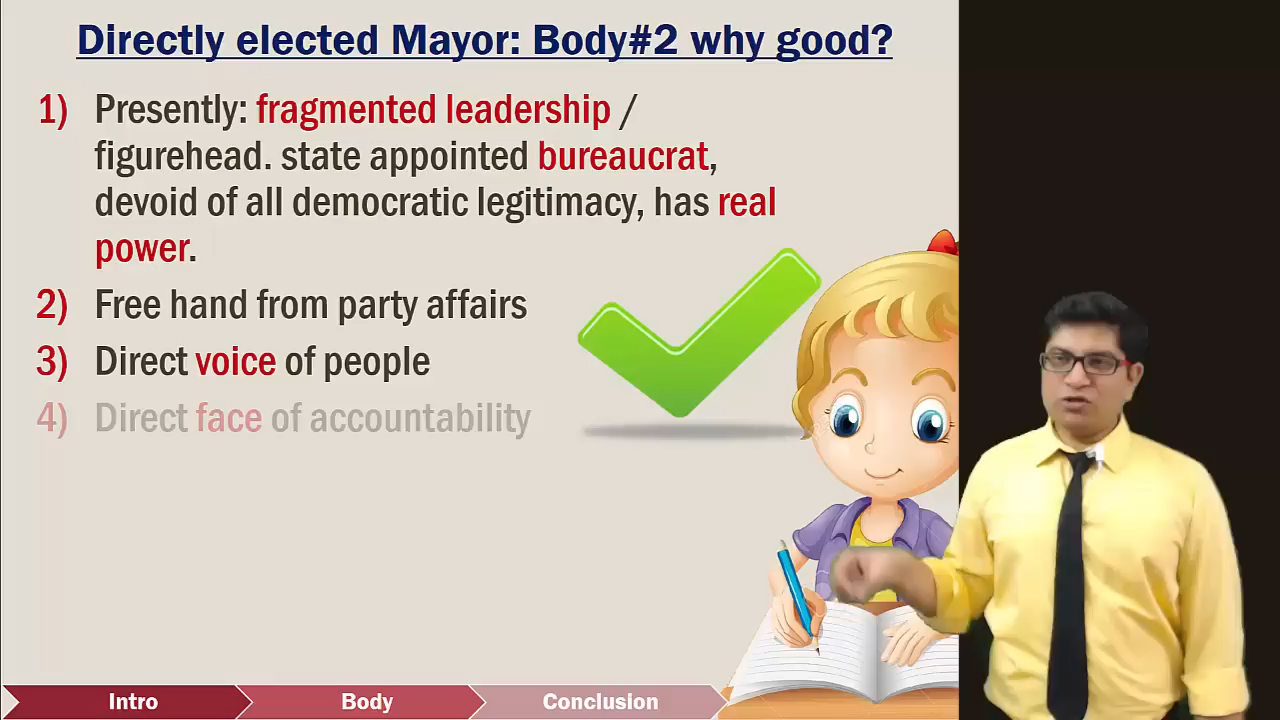 Directly elected Mayor: Body#2 why good?
1) Presently: fragmented leadership /
figurehead. state appointed bureaucrat,
devoid of all democratic legitimacy, has real
power.
2) Free hand from party affairs
3) Direct voice of people
4) Direct face of accountability
Intro
Body
Conclusion